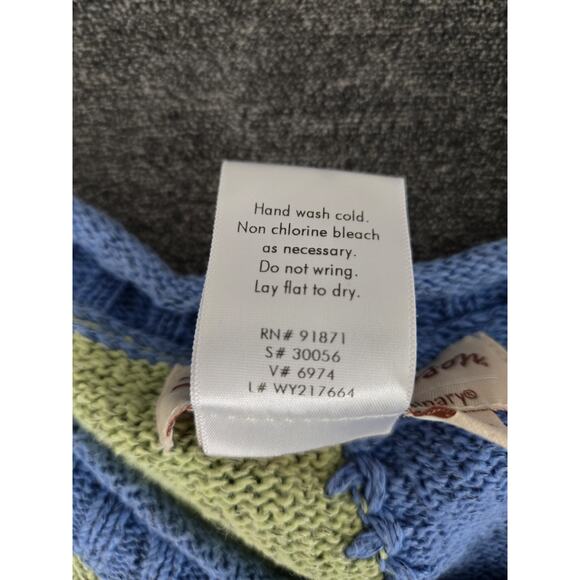 Hand wash cold.
Non chlorine bleach
as necessary.
Do not wring.
Lay flat to dry.
RN# 91871
S# 30056
V# 6974
L# WY217664